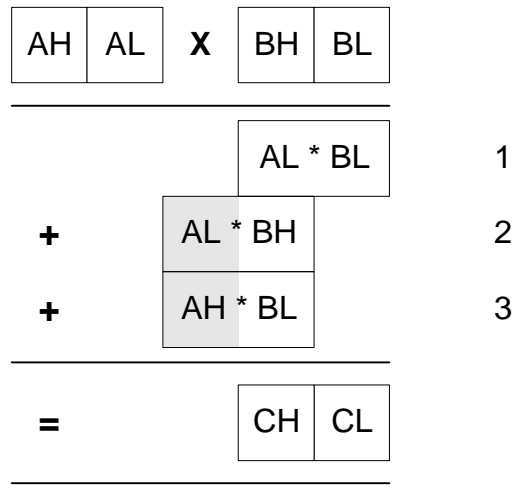 AH AL X BH BL
AL * BL 1
+ AL * BH 2
+ AH * BL 3
= CH CL